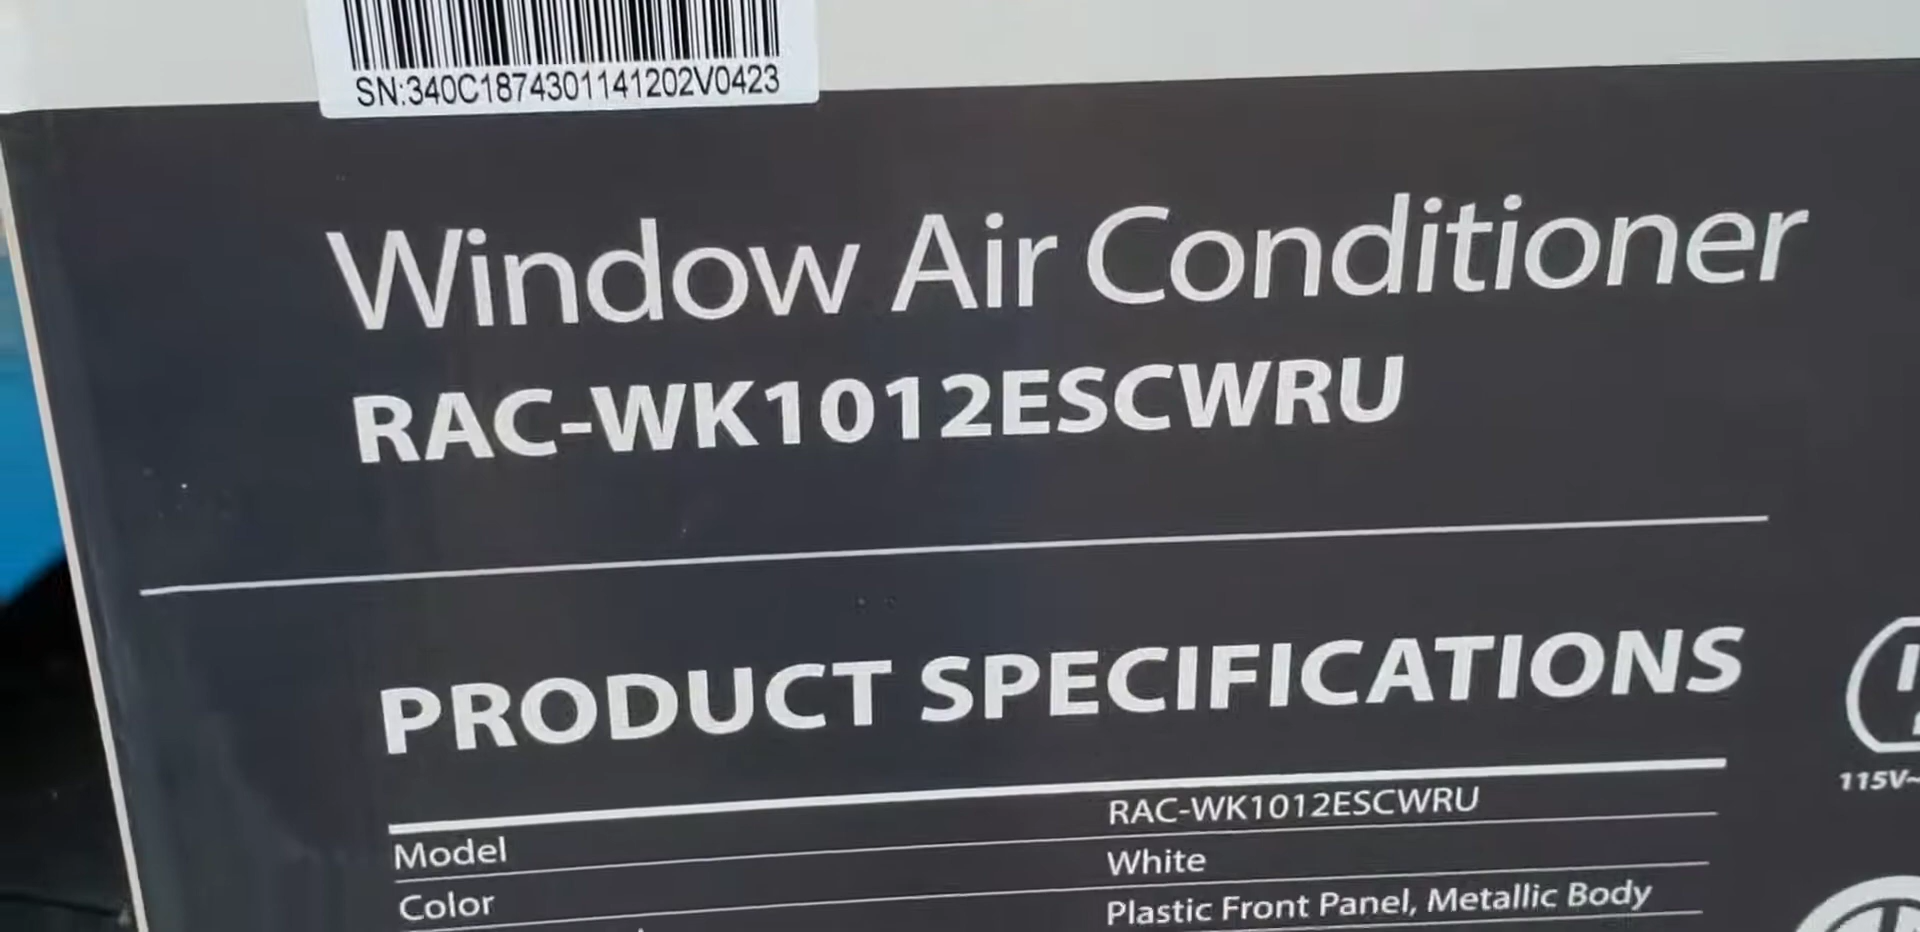 SN:340C1874301141202V0423
Window Air Conditioner
RAC-WK1012ESCWRU
PRODUCT SPECIFICATIONS
Model RAC-WK1012ESCWRU
Color White
Plastic Front Panel, Metallic Body
115V~